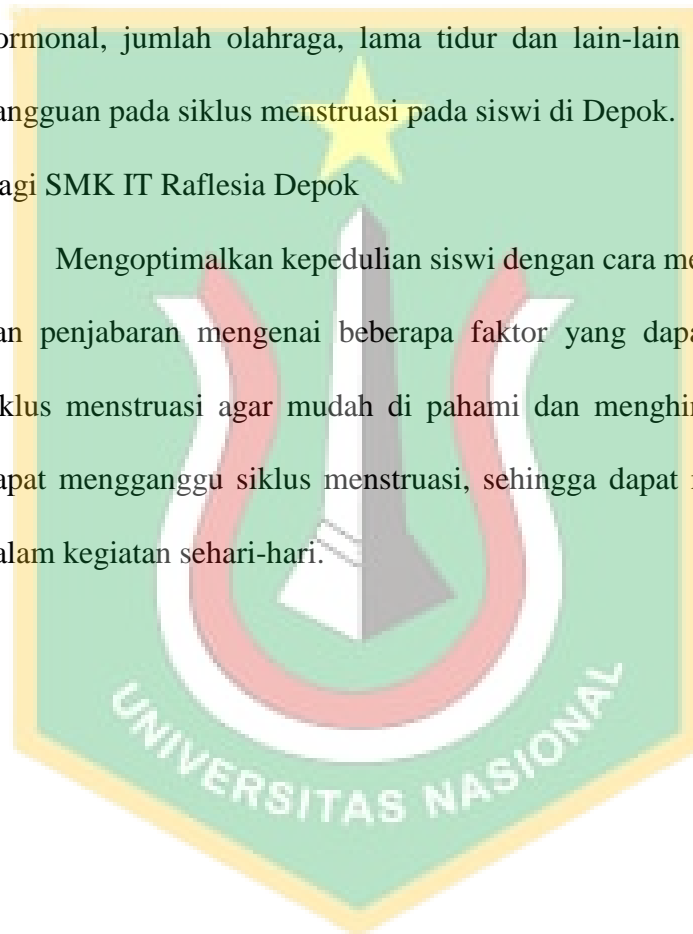 ormonal, jumlah olahraga, lama tidur dan lain-lain
angguan pada siklus menstruasi pada siswi di Depok.
agi SMK IT Raflesia Depok
Mengoptimalkan kepedulian siswi dengan cara me
an penjabaran mengenai beberapa faktor yang dapa
klus menstruasi agar mudah di pahami dan menghin
apat mengganggu siklus menstruasi, sehingga dapat
alam kegiatan sehari-hari.
UNIVERSITAS NASIONAL